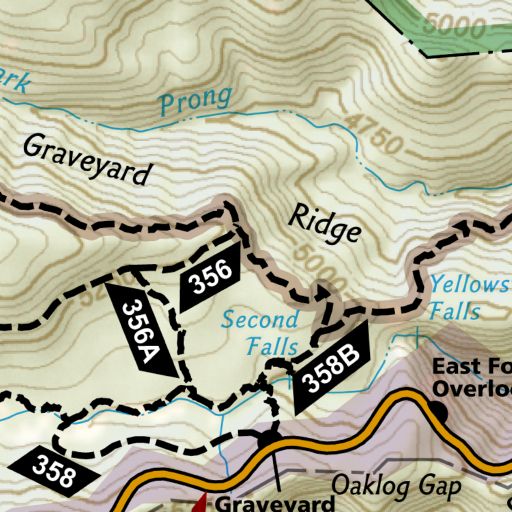 5000
Prong
4750
Graveyard
Ridge
356
5000
356A
Second
Falls
Yellows
Falls
358B
East Fo
Overloo
358
Oaklog Gap
Graveyard